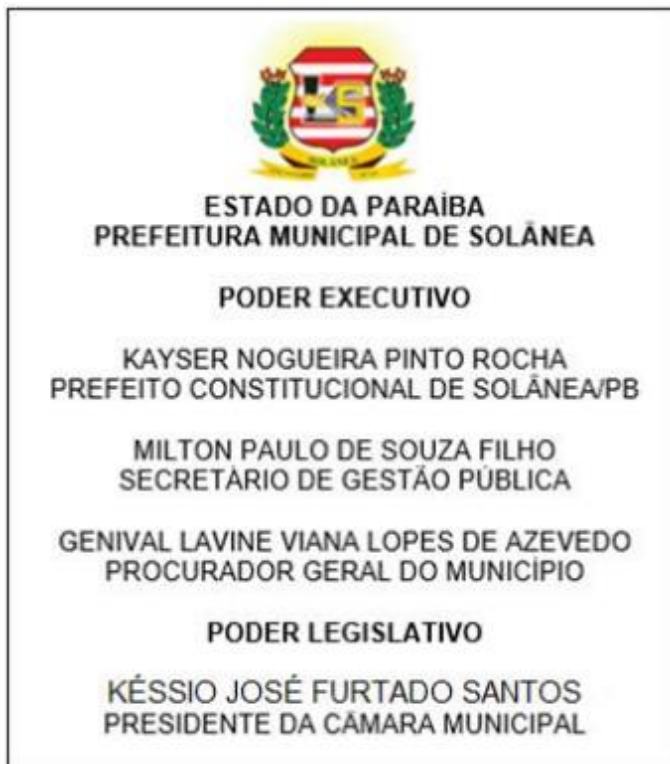 SOLÂNEA
ESTADO DA PARAÍBA
PREFEITURA MUNICIPAL DE SOLÂNEA
PODER EXECUTIVO
KAYSER NOGUEIRA PINTO ROCHA
PREFEITO CONSTITUCIONAL DE SOLÂNEA/PB
MILTON PAULO DE SOUZA FILHO
SECRETÁRIO DE GESTÃO PÚBLICA
GENIVAL LAVINE VIANA LOPES DE AZEVEDO
PROCURADOR GERAL DO MUNICÍPIO
PODER LEGISLATIVO
KÉSSIO JOSÉ FURTADO SANTOS
PRESIDENTE DA CÂMARA MUNICIPAL